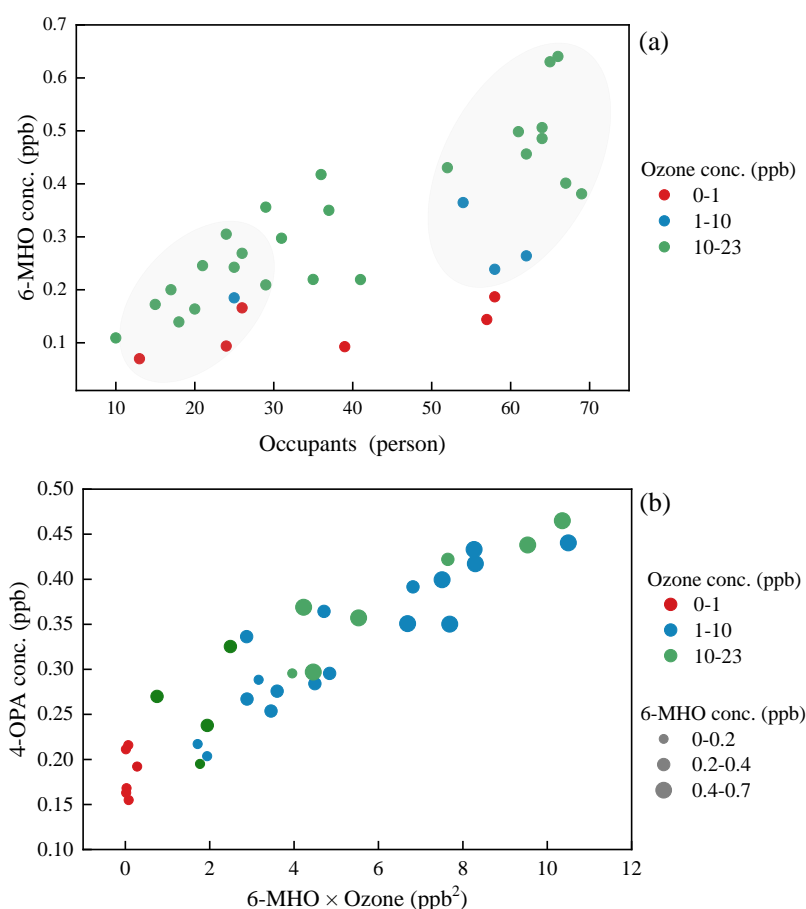 (a)
0.7
0.6
0.5
0.4
0.3
0.2
0.1
6-MHO conc. (ppb)
10 20 30 40 50 60 70
Occupants (person)
Ozone conc. (ppb)
0-1
1-10
10-23
(b)
0.50
0.45
0.40
0.35
0.30
0.25
0.20
0.15
0.10
4-OPA conc. (ppb)
0 2 4 6 8 10 12
6-MHO × Ozone (ppb²)
Ozone conc. (ppb)
0-1
1-10
10-23
6-MHO conc. (ppb)
0-0.2
0.2-0.4
0.4-0.7